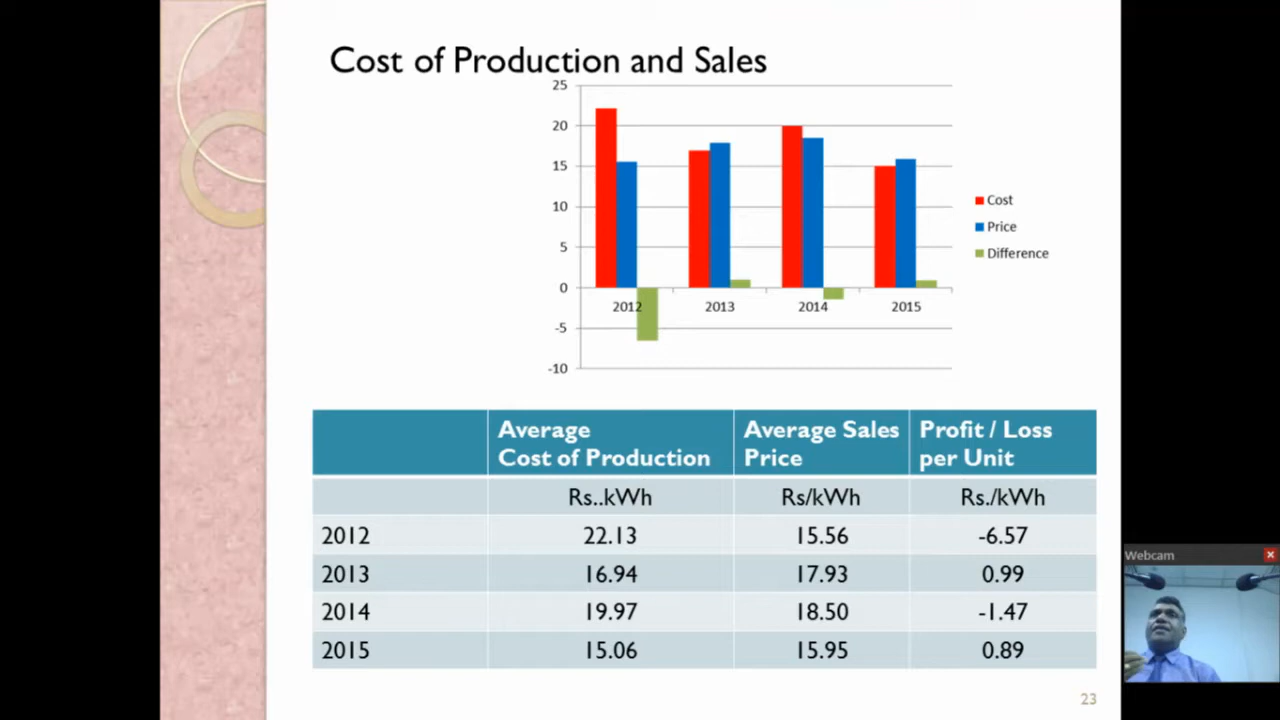 Cost of Production and Sales
25
20
15
10
5
0
-5
-10
2012 2013 2014 2015
Cost
Price
Difference
Average Cost of Production Average Sales Price Profit / Loss per Unit
Rs..kWh Rs/kWh Rs./kWh
2012 22.13 15.56 -6.57
2013 16.94 17.93 0.99
2014 19.97 18.50 -1.47
2015 15.06 15.95 0.89
23
Webcam